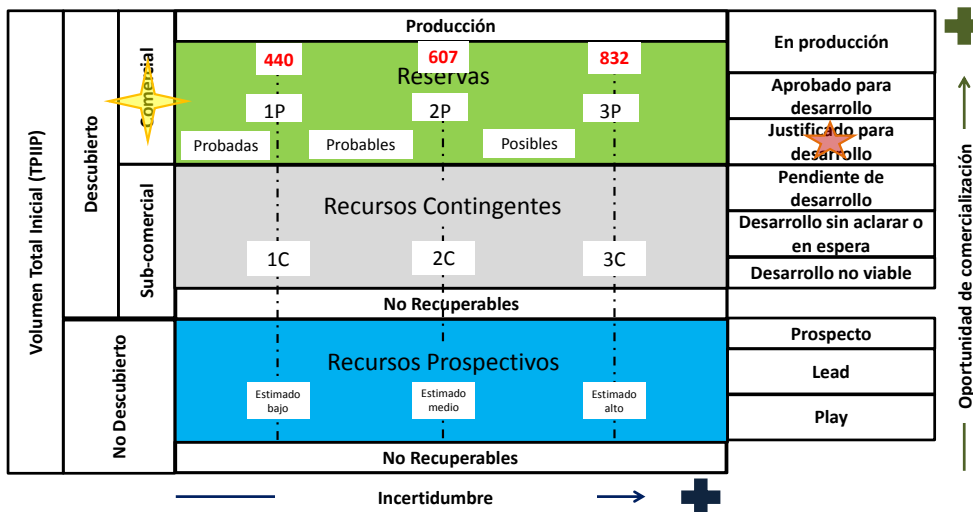 Volumen Total Inicial (TPIIP)
Descubierto
No Descubierto
Comercial
Sub-comercial
Producción
440
607
832
Reservas
1P
2P
3P
Probadas
Probables
Posibles
Recursos Contingentes
1C
2C
3C
No Recuperables
Recursos Prospectivos
Estimado
bajo
Estimado
medio
Estimado
alto
No Recuperables
En producción
Aprobado para
desarrollo
Justificado para
desarrollo
Pendiente de
desarrollo
Desarrollo sin aclarar o
en espera
Desarrollo no viable
Prospecto
Lead
Play
Oportunidad de comercialización
Incertidumbre